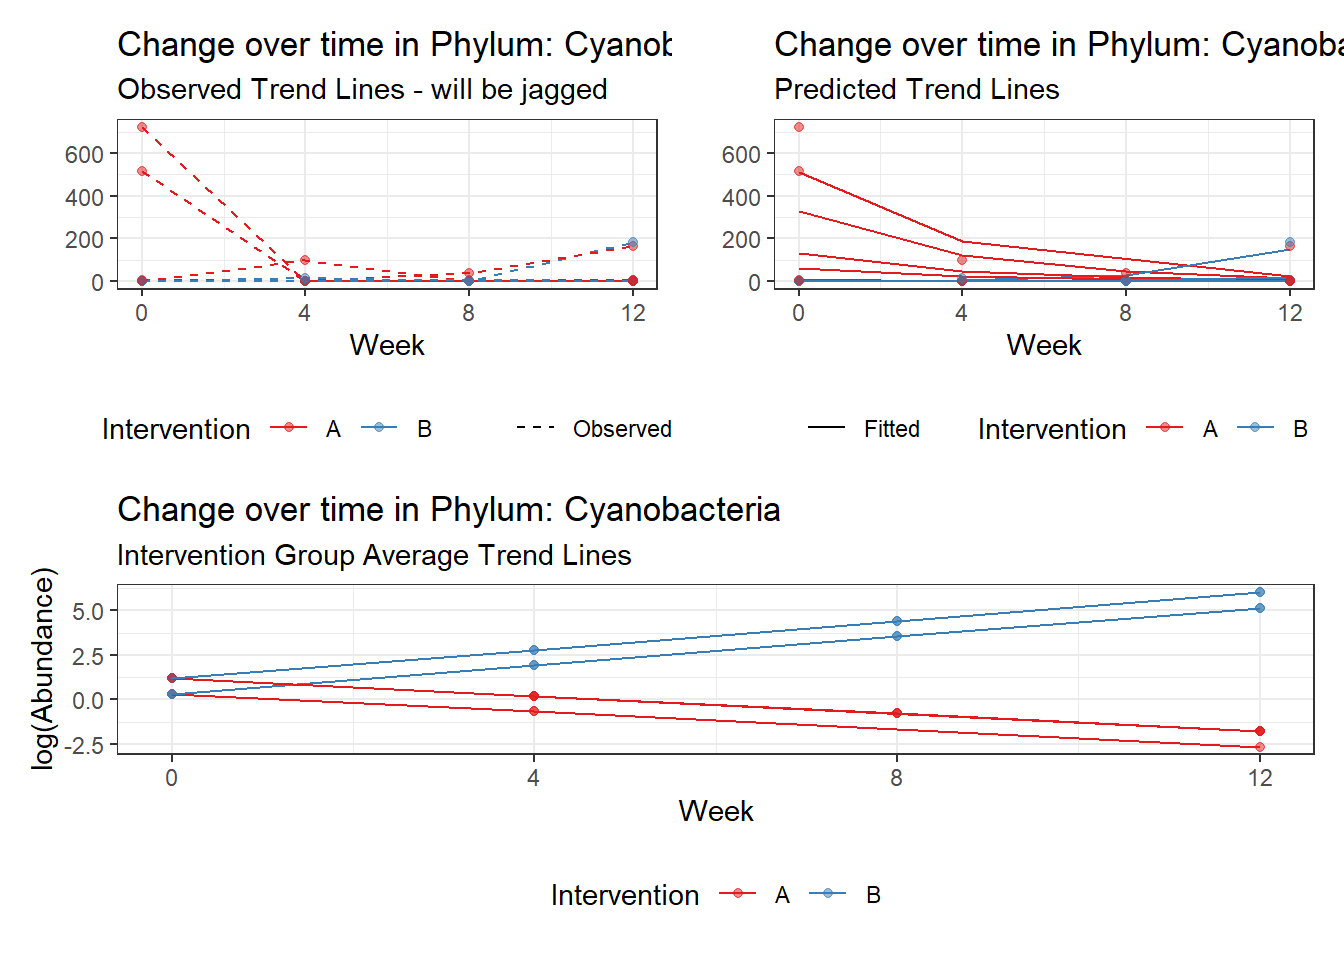 Change over time in Phylum: Cyanob
Observed Trend Lines - will be jagged
600
400
200
0
0 4 8 12
Week
Intervention A B Observed
Change over time in Phylum: Cyanoba
Predicted Trend Lines
600
400
200
0
0 4 8 12
Week
Fitted Intervention A B
Change over time in Phylum: Cyanobacteria
Intervention Group Average Trend Lines
log(Abundance)
5.0
2.5
0.0
-2.5
0 4 8 12
Week
Intervention A B